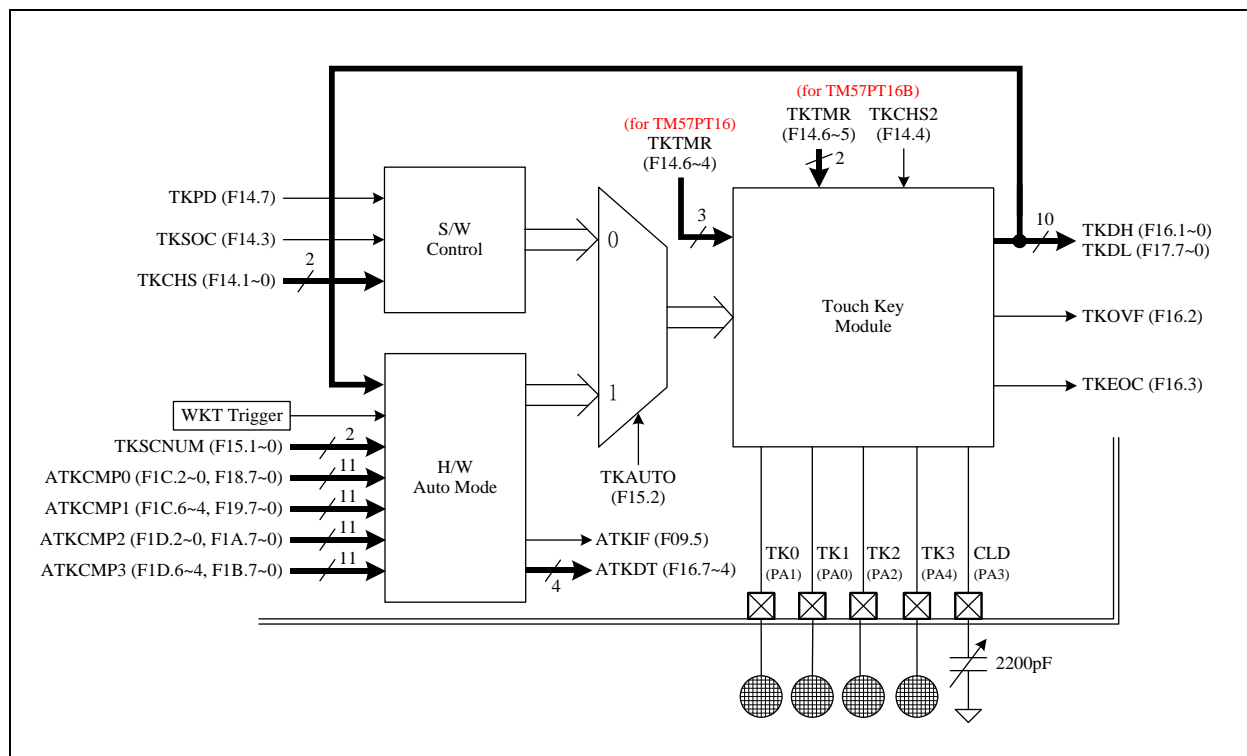 (for TM57PT16B)
(for TM57PT16)
TKTMR
TKCHS2
TKTMR
(F14.6~5)
(F14.4)
(F14.6~4)
2
TKPD (F14.7)
S/W
Control
0
3
10
TKDH (F16.1~0)
TKSOC (F14.3)
TKDL (F17.7~0)
2
TKCHS (F14.1~0)
Touch Key
Module
TKOVF (F16.2)
1
TKEOC (F16.3)
WKT Trigger
2
TKSCNUM (F15.1~0)
11
ATKCMP0 (F1C.2~0, F18.7~0)
H/W
Auto Mode
TKAUTO
(F15.2)
11
ATKCMP1 (F1C.6~4, F19.7~0)
11
ATKCMP2 (F1D.2~0, F1A.7~0)
ATKIF (F09.5)
11
ATKCMP3 (F1D.6~4, F1B.7~0)
4
ATKDT (F16.7~4)
TK0 TK1 TK2 TK3 CLD
(PA1) (PA0) (PA2) (PA4) (PA3)
2200pF